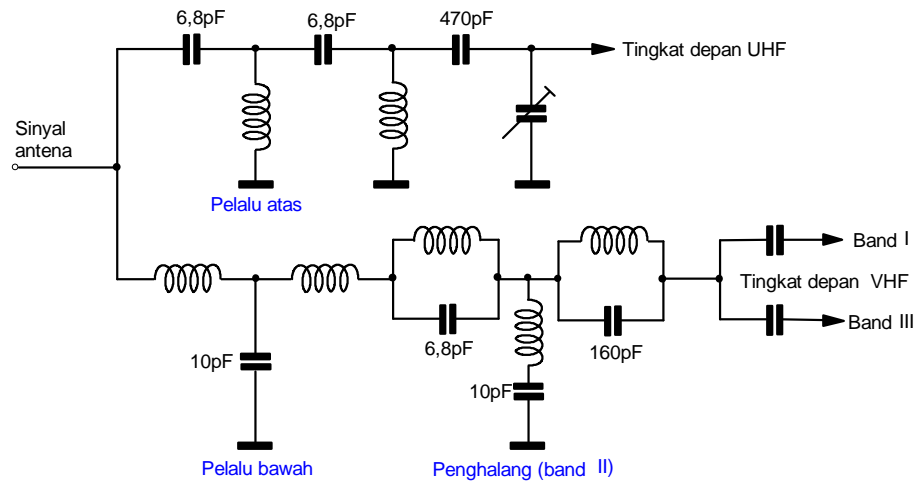 6,8pF
6,8pF
470pF
Tingkat depan UHF
Sinyal
antena
Pelalu atas
Band I
Tingkat depan VHF
Band III
6,8pF
160pF
10pF
10pF
Pelalu bawah
Penghalang (band II)